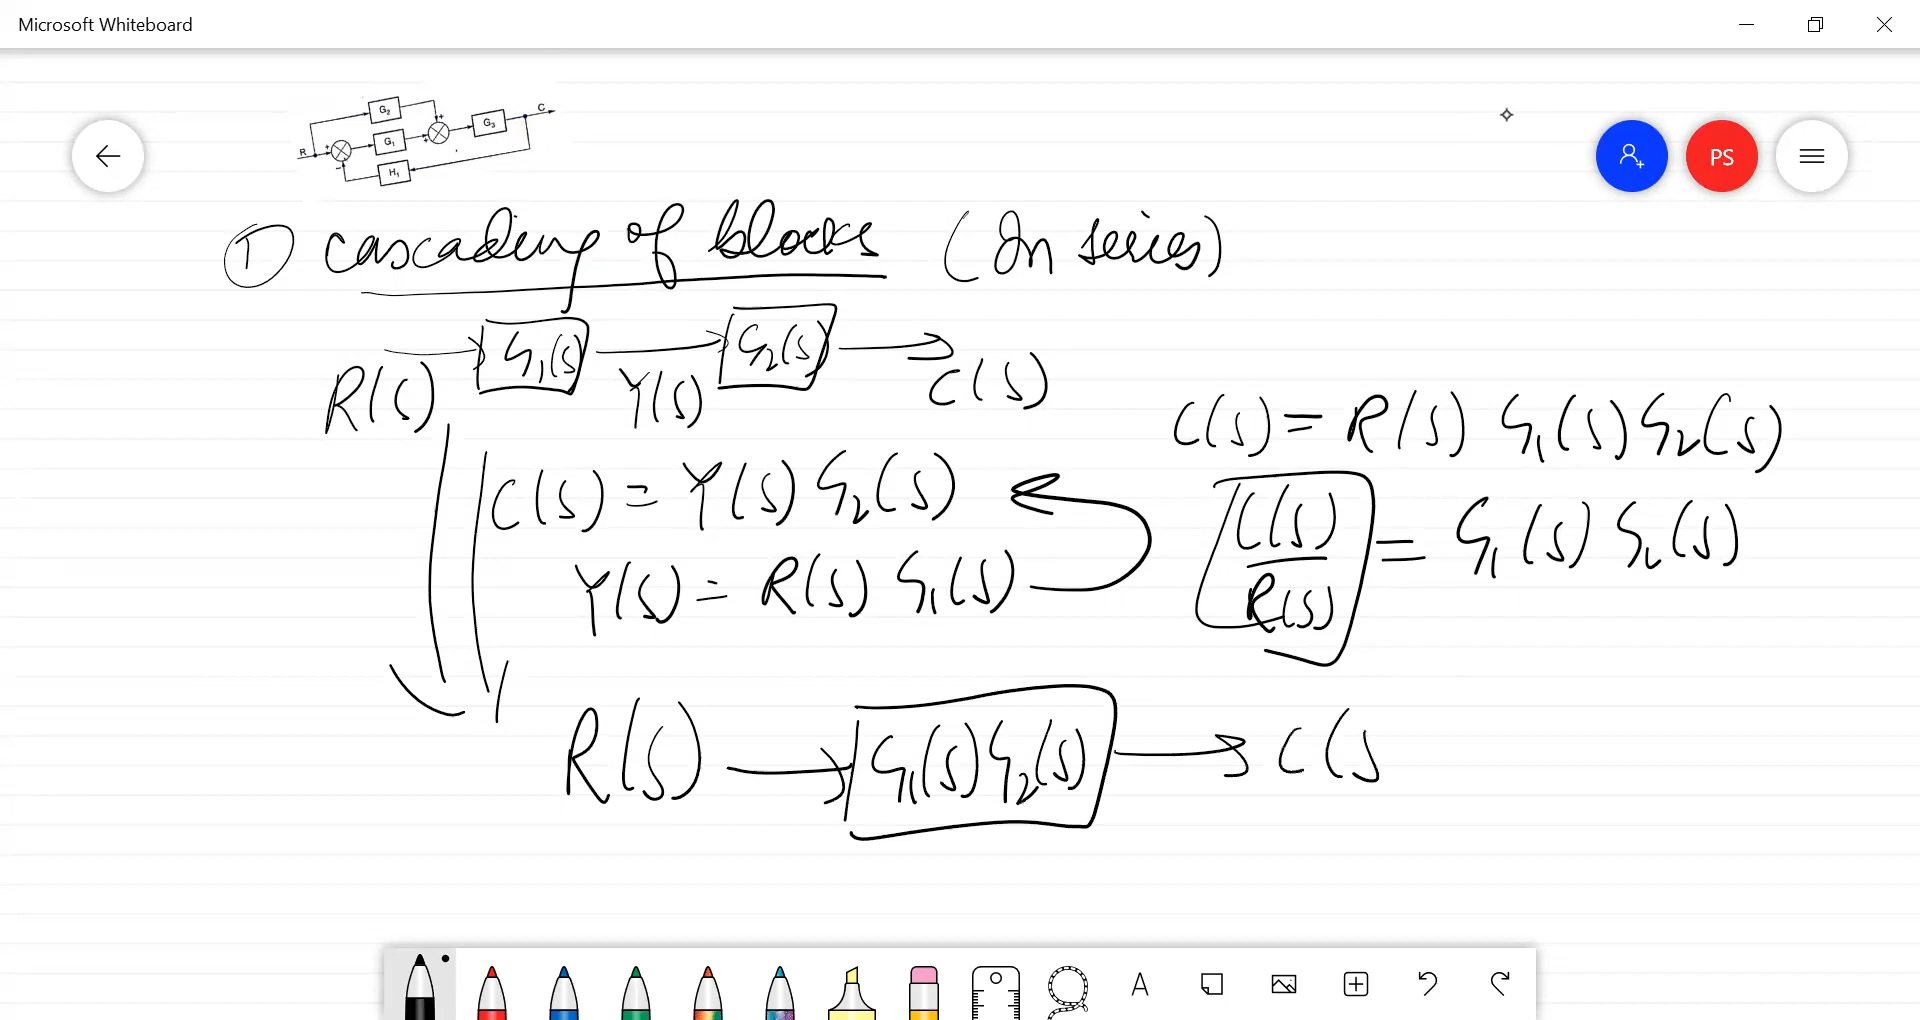 Microsoft Whiteboard
G₂
C
+
G₃
R
+
G₁
+
-
H₁
PS
① cascading of blocks (In series)
G₁(s)
G₂(s)
R(s)
Y(s)
C(s)
C(s) = Y(s) G₂(s)
Y(s) = R(s) G₁(s)
C(s) = R(s) G₁(s) G₂(s)
C(s)
R(s)
= G₁(s) G₂(s)
R(s) → G₁(s) G₂(s) → C(s
A